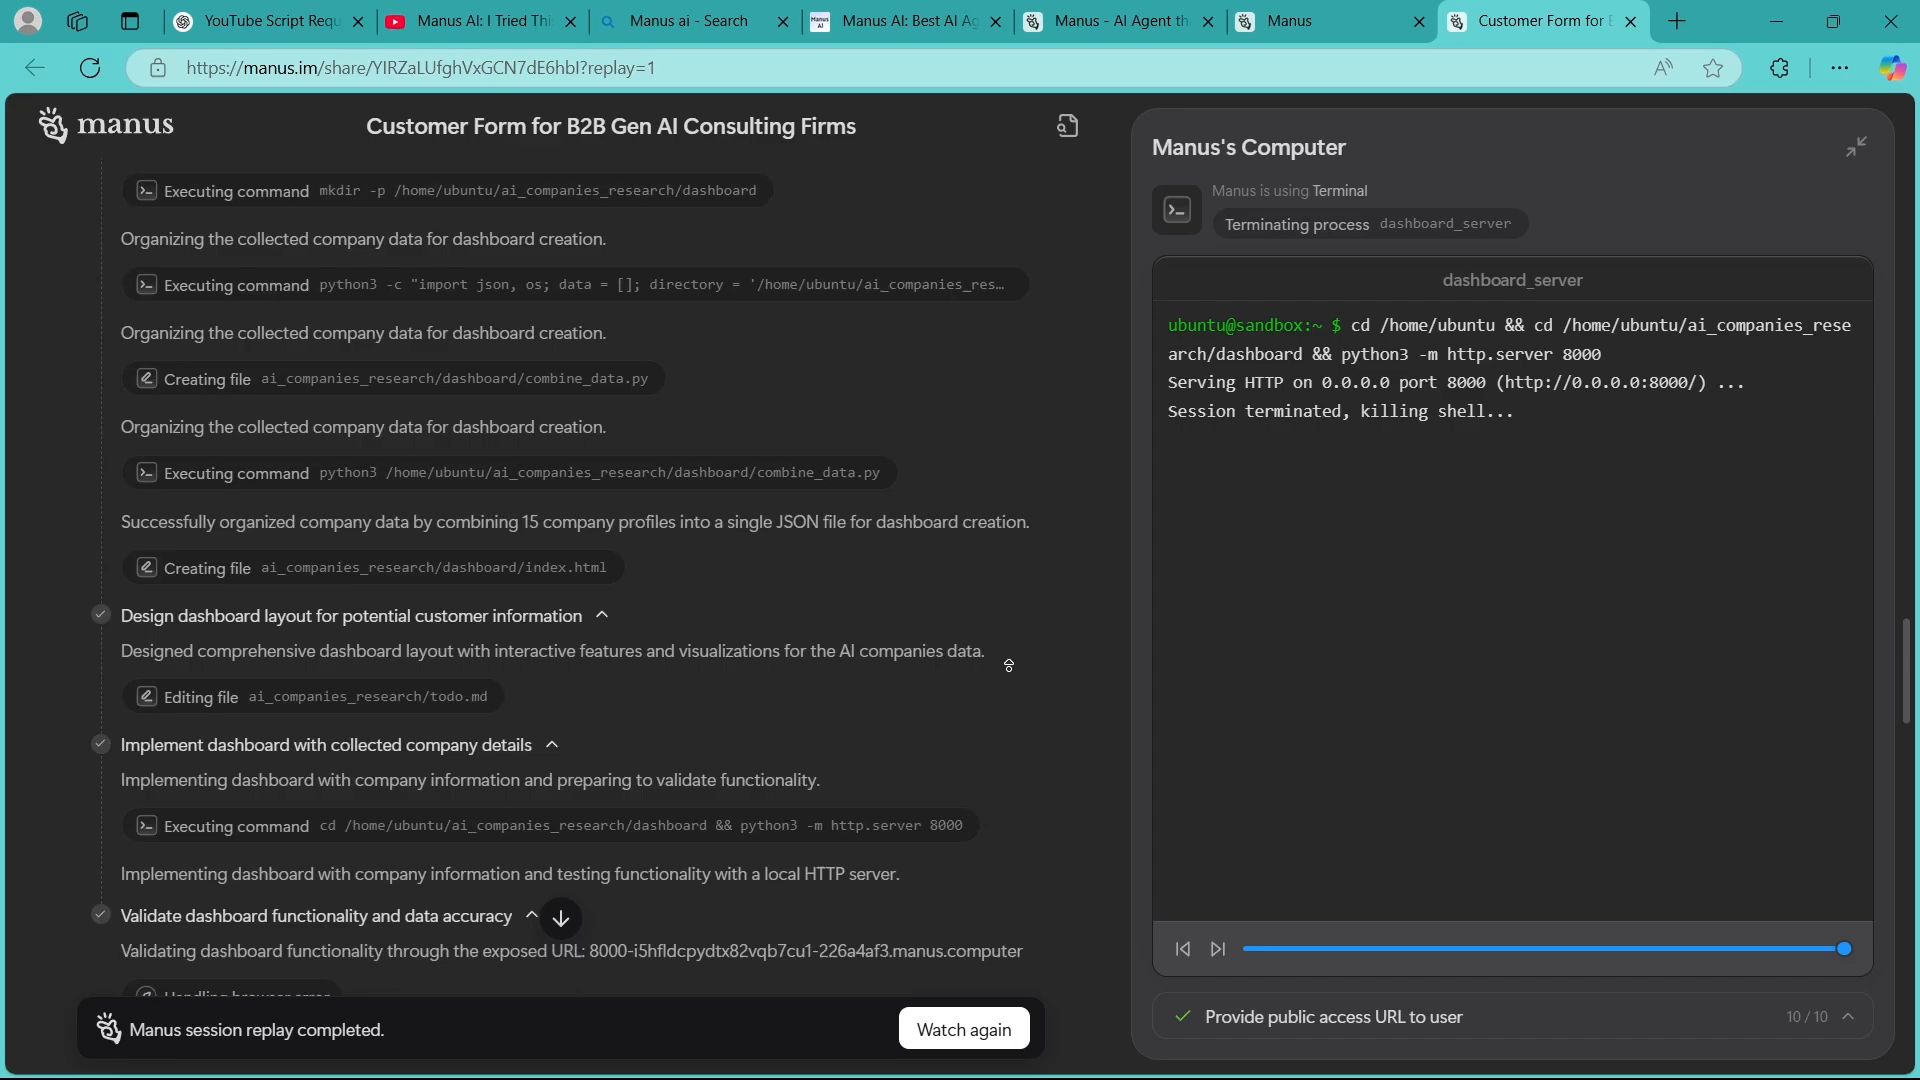 YouTube Script Requ
Manus AI: I Tried Thi
Manus ai - Search
Manus AI: Best AI Ag
Manus - AI Agent th
Manus
Customer Form for B
https://manus.im/share/YIRZaLUfghVxGCN7dE6hbI?replay=1
manus
Customer Form for B2B Gen AI Consulting Firms
Executing command mkdir -p /home/ubuntu/ai_companies_research/dashboard
Organizing the collected company data for dashboard creation.
Executing command python3 -c "import json, os; data = []; directory = '/home/ubuntu/ai_companies_res…
Organizing the collected company data for dashboard creation.
Creating file ai_companies_research/dashboard/combine_data.py
Organizing the collected company data for dashboard creation.
Executing command python3 /home/ubuntu/ai_companies_research/dashboard/combine_data.py
Successfully organized company data by combining 15 company profiles into a single JSON file for dashboard creation.
Creating file ai_companies_research/dashboard/index.html
Design dashboard layout for potential customer information
Designed comprehensive dashboard layout with interactive features and visualizations for the AI companies data.
Editing file ai_companies_research/todo.md
Implement dashboard with collected company details
Implementing dashboard with company information and preparing to validate functionality.
Executing command cd /home/ubuntu/ai_companies_research/dashboard && python3 -m http.server 8000
Implementing dashboard with company information and testing functionality with a local HTTP server.
Validate dashboard functionality and data accuracy
Validating dashboard functionality through the exposed URL: 8000-i5hfldcpydtx82vqb7cu1-226a4af3.manus.computer
Handling browser error
Manus session replay completed.
Watch again
Manus's Computer
Manus is using Terminal
Terminating process dashboard_server
dashboard_server
ubuntu@sandbox:~ $ cd /home/ubuntu && cd /home/ubuntu/ai_companies_rese
arch/dashboard && python3 -m http.server 8000
Serving HTTP on 0.0.0.0 port 8000 (http://0.0.0.0:8000/) ...
Session terminated, killing shell...
Provide public access URL to user
10 / 10